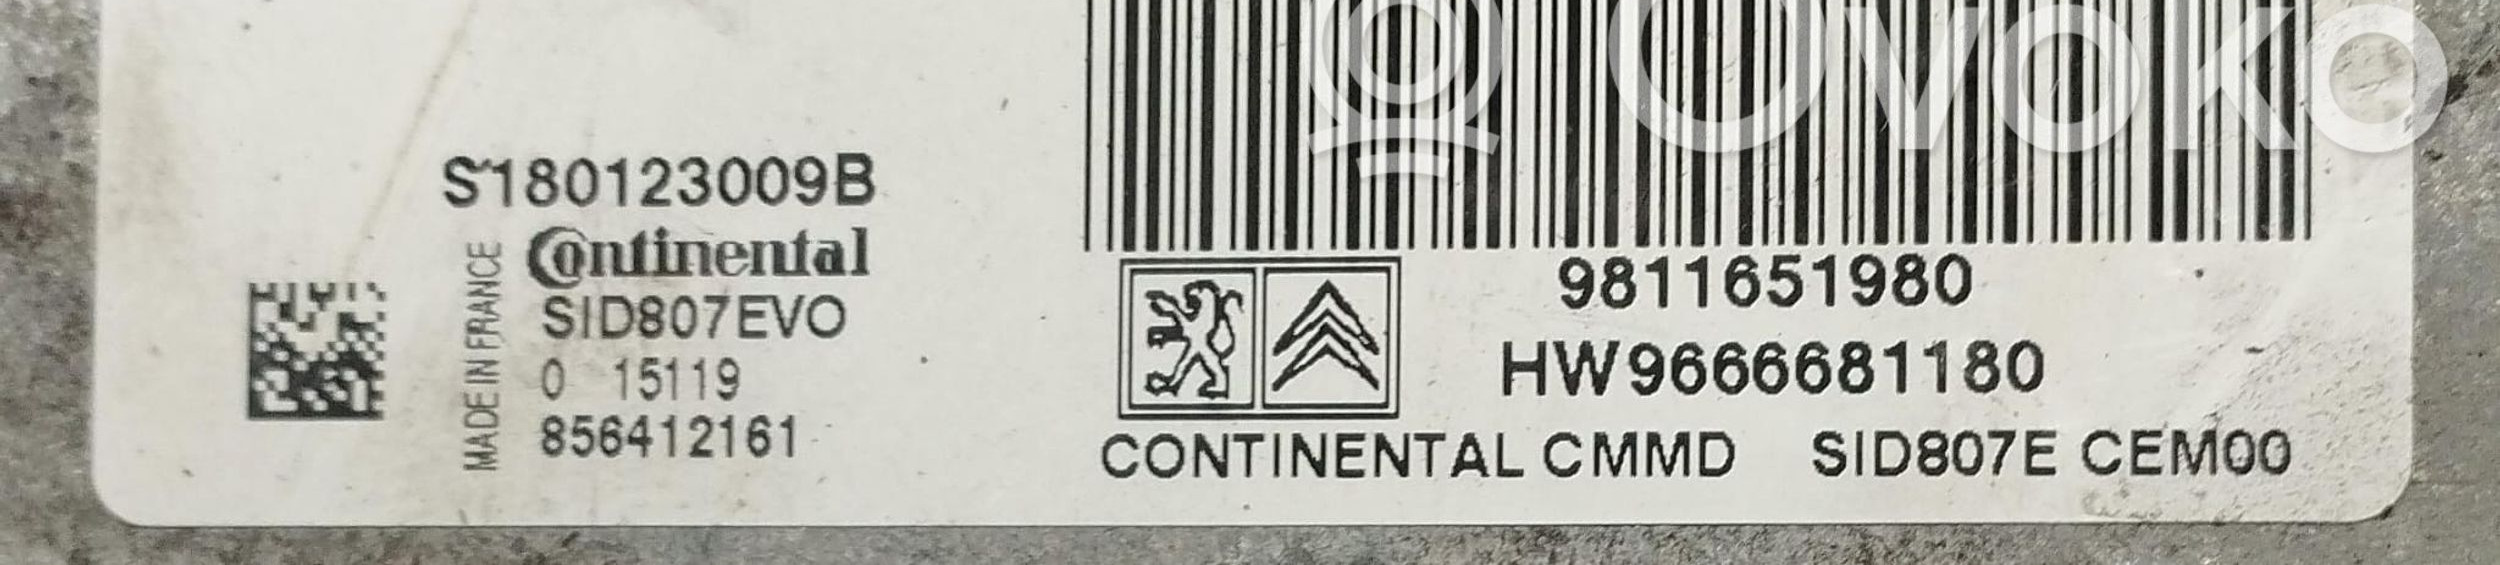 ovoko
S180123009B
Continental
MADE IN FRANCE
SID807EVO
0 15119
856412161
9811651980
HW9666681180
CONTINENTAL CMMD SID807E CEM00